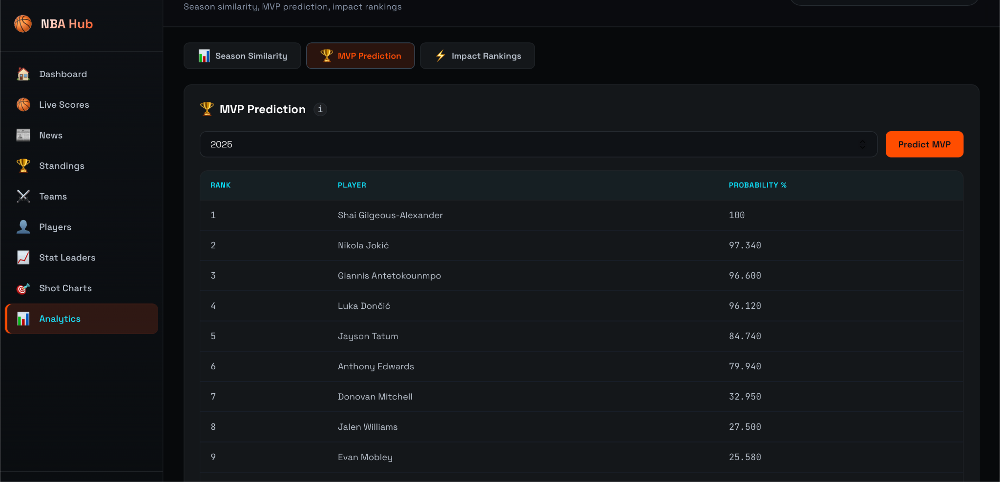 NBA Hub
Dashboard
Live Scores
News
Standings
Teams
Players
Stat Leaders
Shot Charts
Analytics
Season similarity, MVP prediction, impact rankings
Season Similarity
MVP Prediction
Impact Rankings
MVP Prediction i
2025
Predict MVP
RANK PLAYER PROBABILITY %
1 Shai Gilgeous-Alexander 100
2 Nikola Jokić 97.340
3 Giannis Antetokounmpo 96.600
4 Luka Dončić 96.120
5 Jayson Tatum 84.740
6 Anthony Edwards 79.940
7 Donovan Mitchell 32.950
8 Jalen Williams 27.500
9 Evan Mobley 25.580